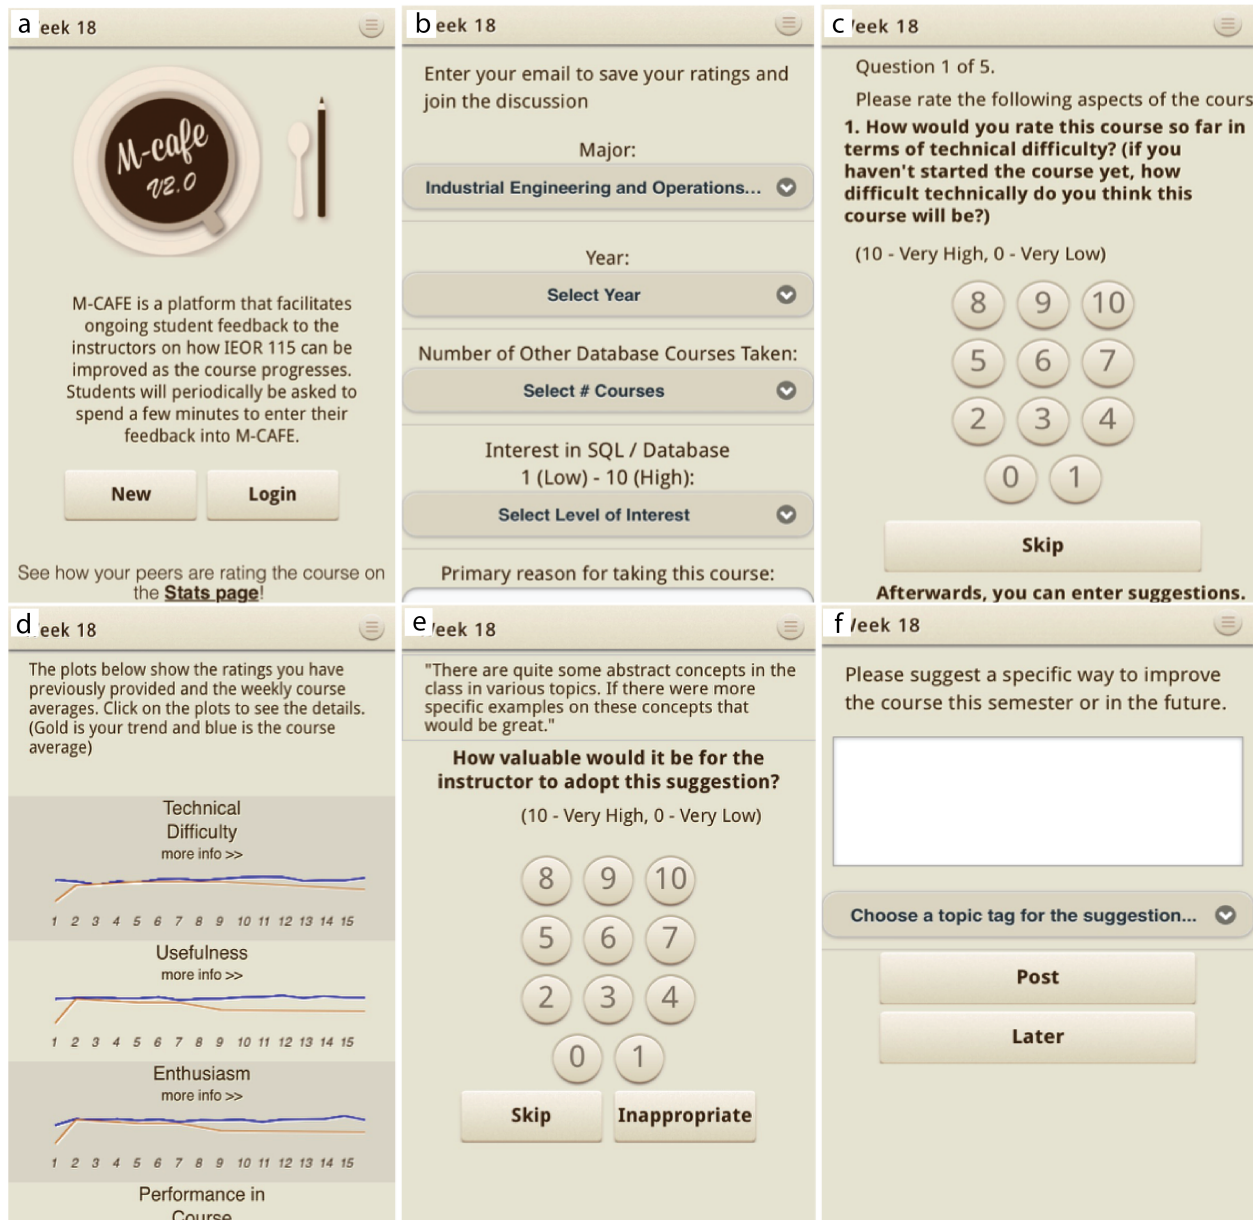 a
eek 18
M-cafe
V2.0
M-CAFE is a platform that facilitates
ongoing student feedback to the
instructors on how IEOR 115 can be
improved as the course progresses.
Students will periodically be asked to
spend a few minutes to enter their
feedback into M-CAFE.
New
Login
See how your peers are rating the course on
the Stats page!
b
eek 18
Enter your email to save your ratings and
join the discussion
Major:
Industrial Engineering and Operations...
Year:
Select Year
Number of Other Database Courses Taken:
Select # Courses
Interest in SQL / Database
1 (Low) - 10 (High):
Select Level of Interest
Primary reason for taking this course:
c
eek 18
Question 1 of 5.
Please rate the following aspects of the cours
1. How would you rate this course so far in
terms of technical difficulty? (if you
haven't started the course yet, how
difficult technically do you think this
course will be?)
(10 - Very High, 0 - Very Low)
8 9 10
5 6 7
2 3 4
0 1
Skip
Afterwards, you can enter suggestions.
d
eek 18
The plots below show the ratings you have
previously provided and the weekly course
averages. Click on the plots to see the details.
(Gold is your trend and blue is the course
average)
Technical
Difficulty
more info >>
1 2 3 4 5 6 7 8 9 10 11 12 13 14 15
Usefulness
more info >>
1 2 3 4 5 6 7 8 9 10 11 12 13 14 15
Enthusiasm
more info >>
1 2 3 4 5 6 7 8 9 10 11 12 13 14 15
Performance in
Course
e
eek 18
"There are quite some abstract concepts in the
class in various topics. If there were more
specific examples on these concepts that
would be great."
How valuable would it be for the
instructor to adopt this suggestion?
(10 - Very High, 0 - Very Low)
8 9 10
5 6 7
2 3 4
0 1
Skip
Inappropriate
f
eek 18
Please suggest a specific way to improve
the course this semester or in the future.
Choose a topic tag for the suggestion...
Post
Later